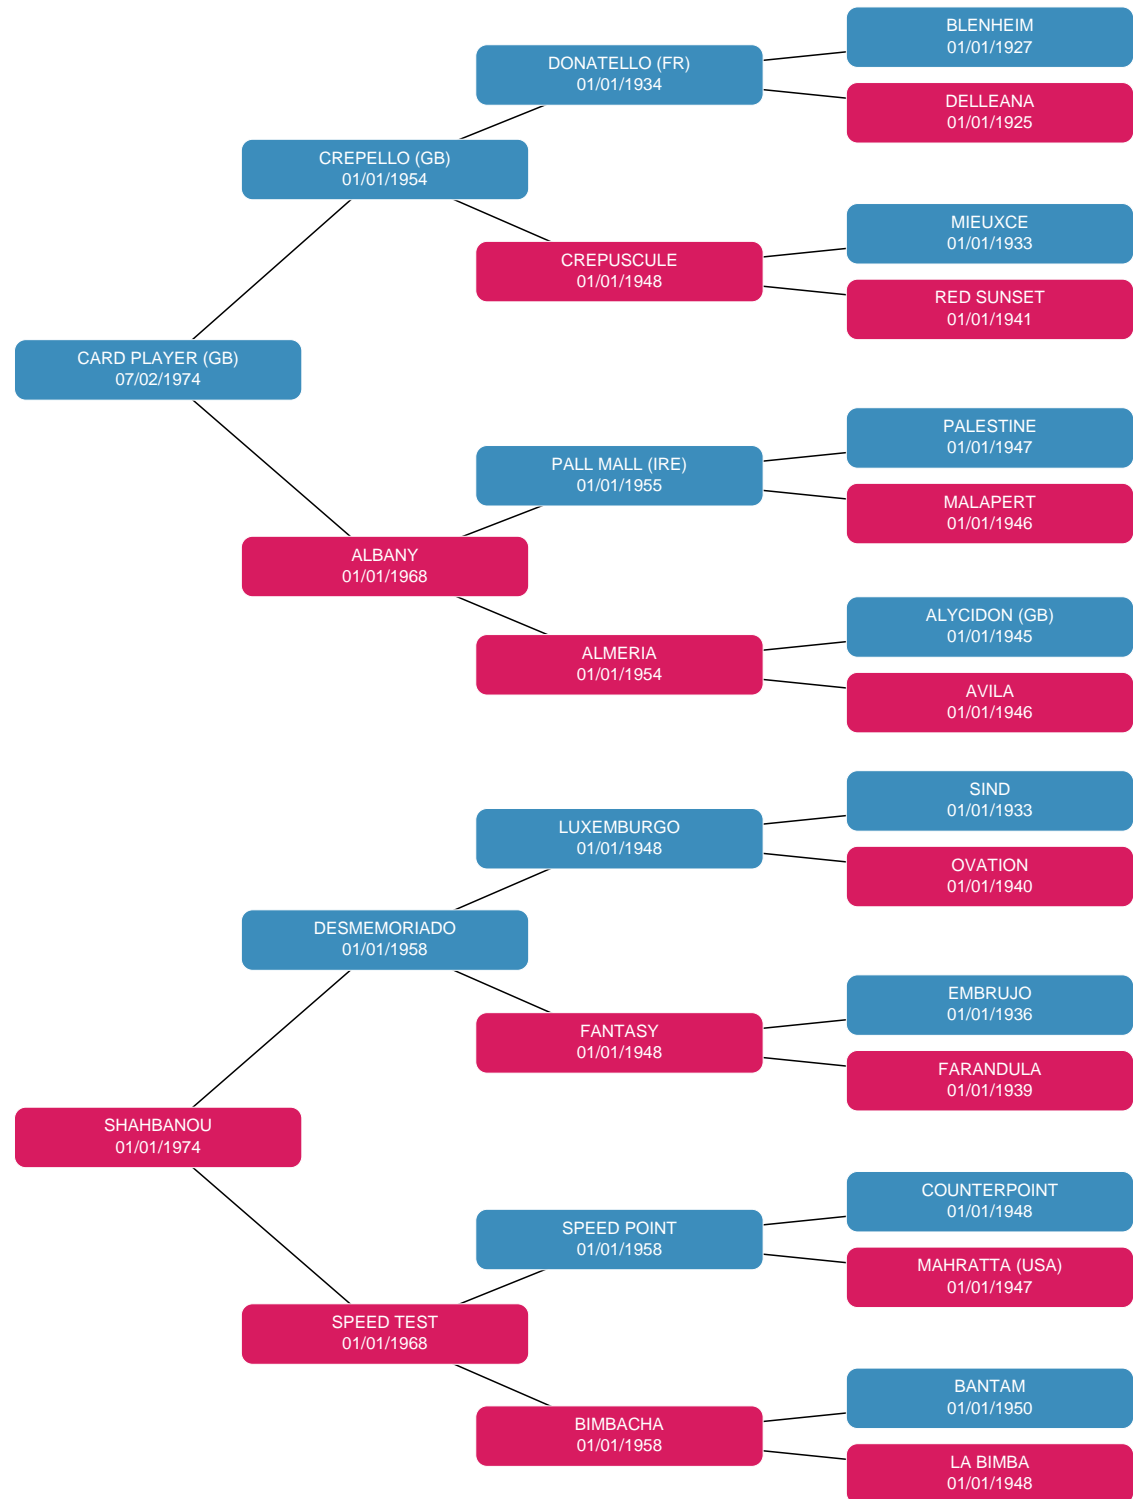 BLENHEIM
01/01/1927
DONATELLO (FR)
01/01/1934
DELLEANA
01/01/1925
CREPELLO (GB)
01/01/1954
MIEUXCE
01/01/1933
CREPUSCULE
01/01/1948
RED SUNSET
01/01/1941
CARD PLAYER (GB)
07/02/1974
PALESTINE
01/01/1947
PALL MALL (IRE)
01/01/1955
MALAPERT
01/01/1946
ALBANY
01/01/1968
ALYCIDON (GB)
01/01/1945
ALMERIA
01/01/1954
AVILA
01/01/1946
SIND
01/01/1933
LUXEMBURGO
01/01/1948
OVATION
01/01/1940
DESMEMORIADO
01/01/1958
EMBRUJO
01/01/1936
FANTASY
01/01/1948
FARANDULA
01/01/1939
SHAHBANOU
01/01/1974
COUNTERPOINT
01/01/1948
SPEED POINT
01/01/1958
MAHRATTA (USA)
01/01/1947
SPEED TEST
01/01/1968
BANTAM
01/01/1950
BIMBACHA
01/01/1958
LA BIMBA
01/01/1948